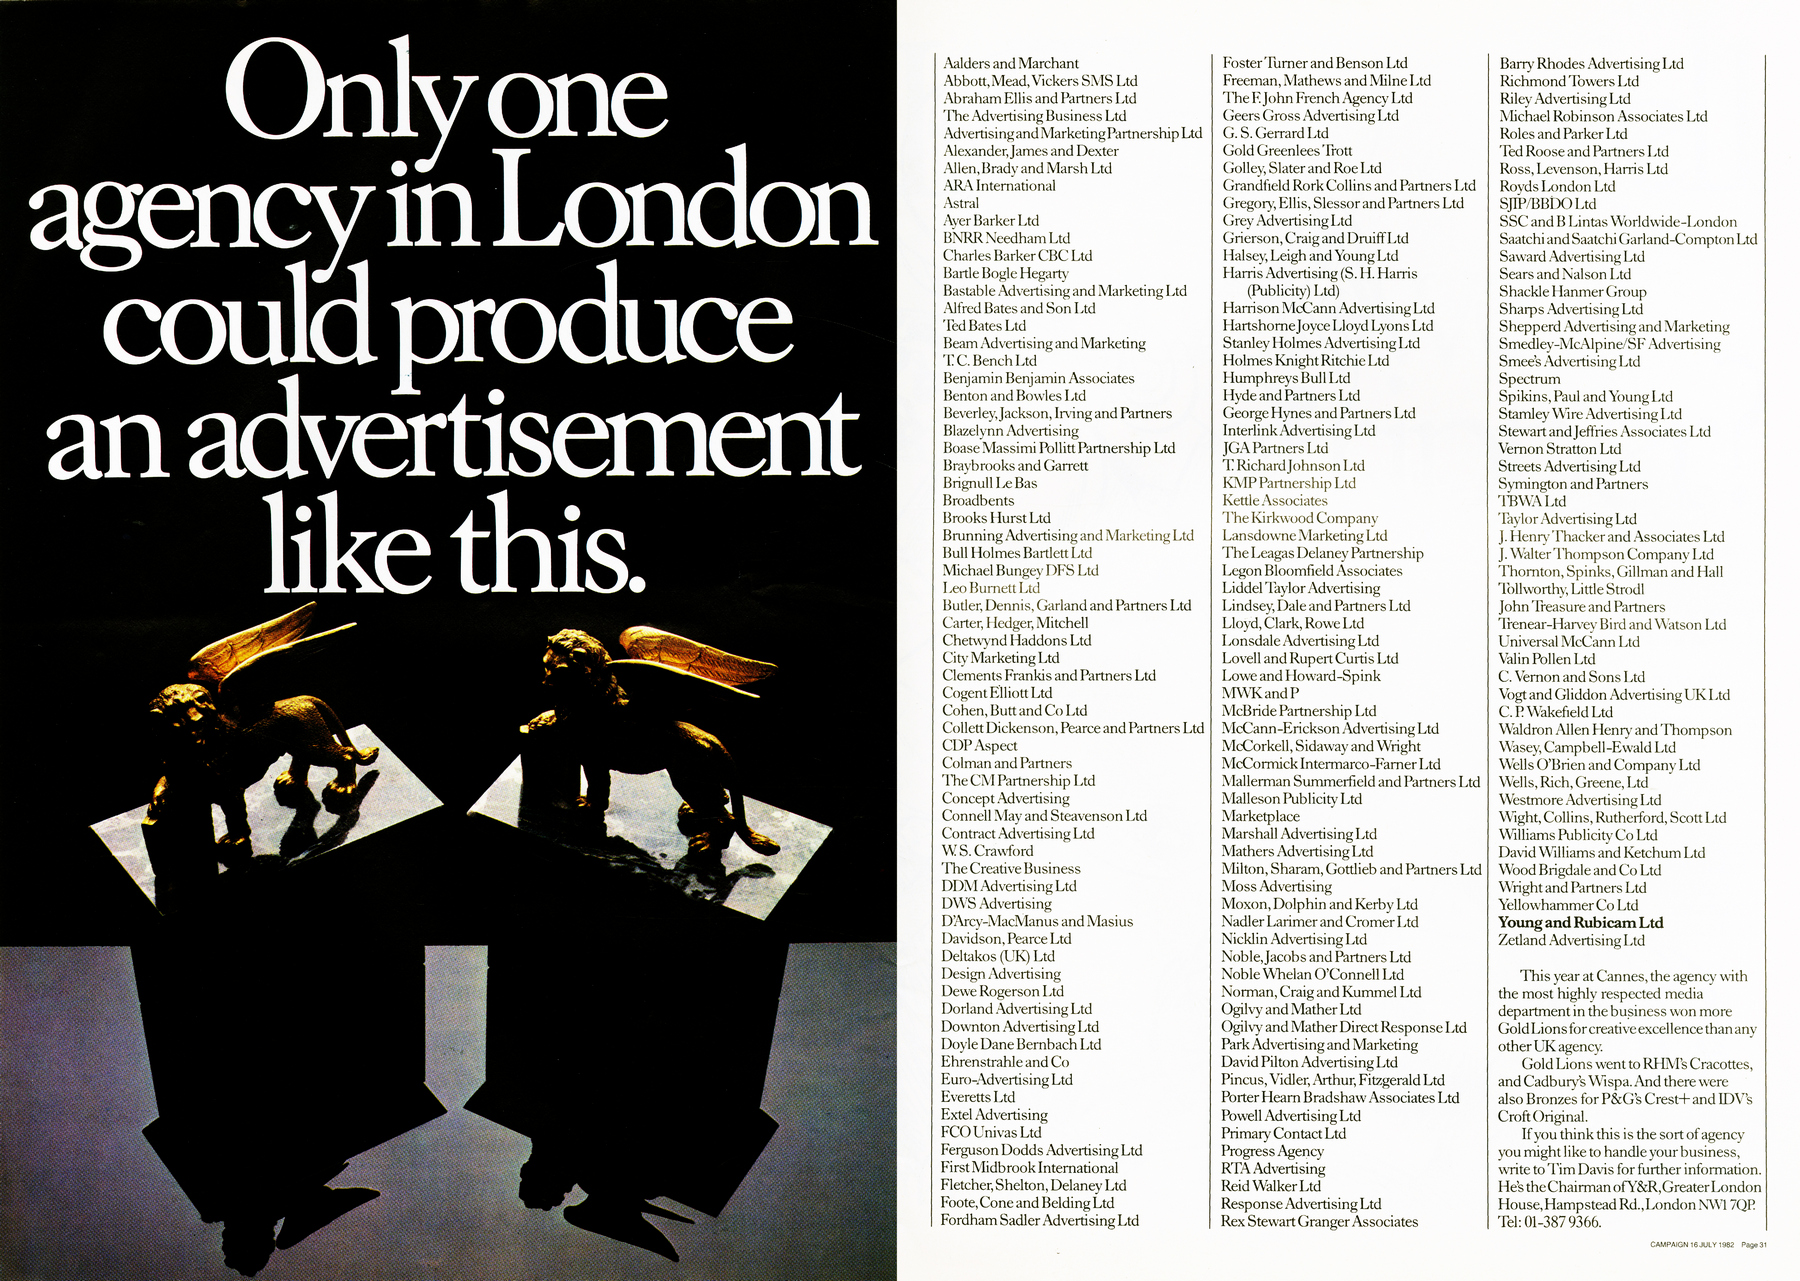 Only one
agency in London
could produce
an advertisement
like this.
Aalders and Marchant
Abbott, Mead, Vickers SMS Ltd
Abraham Ellis and Partners Ltd
The Advertising Business Ltd
Advertising and Marketing Partnership Ltd
Alexander, James and Dexter
Allen, Brady and Marsh Ltd
ARA International
Astral
Ayer Barker Ltd
BNRR Needham Ltd
Charles Barker CBC Ltd
Bartle Bogle Hegarty
Bastable Advertising and Marketing Ltd
Alfred Bates and Son Ltd
Ted Bates Ltd
Beam Advertising and Marketing
T. C. Bench Ltd
Benjamin Benjamin Associates
Benton and Bowles Ltd
Beverley, Jackson, Irving and Partners
Blazelynn Advertising
Boase Massimi Pollitt Partnership Ltd
Braybrooks and Garrett
Brignull Le Bas
Broadbents
Brooks Hurst Ltd
Brunning Advertising and Marketing Ltd
Bull Holmes Bartlett Ltd
Michael Bungey DFS Ltd
Leo Burnett Ltd
Butler, Dennis, Garland and Partners Ltd
Carter, Hedger, Mitchell
Chetwynd Haddons Ltd
City Marketing Ltd
Clements Frankis and Partners Ltd
Cogent Elliott Ltd
Cohen, Butt and Co Ltd
Collett Dickenson, Pearce and Partners Ltd
CDP Aspect
Colman and Partners
The CM Partnership Ltd
Concept Advertising
Connell May and Steavenson Ltd
Contract Advertising Ltd
W. S. Crawford
The Creative Business
DDM Advertising Ltd
DWS Advertising
D'Arcy-MacManus and Masius
Davidson, Pearce Ltd
Deltakos (UK) Ltd
Design Advertising
Dewe Rogerson Ltd
Dorland Advertising Ltd
Downton Advertising Ltd
Doyle Dane Bernbach Ltd
Ehrenstrahle and Co
Euro-Advertising Ltd
Everetts Ltd
Extel Advertising
FCO Univas Ltd
Ferguson Dodds Advertising Ltd
First Midbrook International
Fletcher, Shelton, Delaney Ltd
Foote, Cone and Belding Ltd
Fordham Sadler Advertising Ltd
Foster Turner and Benson Ltd
Freeman, Mathews and Milne Ltd
The F. John French Agency Ltd
Geers Gross Advertising Ltd
G. S. Gerrard Ltd
Gold Greenlees Trott
Golley, Slater and Roe Ltd
Grandfield Rork Collins and Partners Ltd
Gregory, Ellis, Slessor and Partners Ltd
Grey Advertising Ltd
Grierson, Craig and Druiff Ltd
Halsey, Leigh and Young Ltd
Harris Advertising (S. H. Harris
(Publicity) Ltd)
Harrison McCann Advertising Ltd
Hartshorne Joyce Lloyd Lyons Ltd
Stanley Holmes Advertising Ltd
Holmes Knight Ritchie Ltd
Humphreys Bull Ltd
Hyde and Partners Ltd
George Hynes and Partners Ltd
Interlink Advertising Ltd
JGA Partners Ltd
T. Richard Johnson Ltd
KMP Partnership Ltd
Kettle Associates
The Kirkwood Company
Lansdowne Marketing Ltd
The Leagas Delaney Partnership
Legon Bloomfield Associates
Liddel Taylor Advertising
Lindsey, Dale and Partners Ltd
Lloyd, Clark, Rowe Ltd
Lonsdale Advertising Ltd
Lovell and Rupert Curtis Ltd
Lowe and Howard-Spink
MWK and P
McBride Partnership Ltd
McCann-Erickson Advertising Ltd
McCorkell, Sidaway and Wright
McCormick Intermarco-Farner Ltd
Mallerman Summerfield and Partners Ltd
Malleson Publicity Ltd
Marketplace
Marshall Advertising Ltd
Mathers Advertising Ltd
Milton, Sharam, Gottlieb and Partners Ltd
Moss Advertising
Moxon, Dolphin and Kerby Ltd
Nadler Larimer and Cromer Ltd
Nicklin Advertising Ltd
Noble, Jacobs and Partners Ltd
Noble Whelan O'Connell Ltd
Norman, Craig and Kummel Ltd
Ogilvy and Mather Ltd
Ogilvy and Mather Direct Response Ltd
Park Advertising and Marketing
David Pilton Advertising Ltd
Pincus, Vidler, Arthur, Fitzgerald Ltd
Porter Hearn Bradshaw Associates Ltd
Powell Advertising Ltd
Primary Contact Ltd
Progress Agency
RTA Advertising
Reid Walker Ltd
Response Advertising Ltd
Rex Stewart Granger Associates
Barry Rhodes Advertising Ltd
Richmond Towers Ltd
Riley Advertising Ltd
Michael Robinson Associates Ltd
Roles and Parker Ltd
Ted Roose and Partners Ltd
Ross, Levenson, Harris Ltd
Royds London Ltd
SJIP/BBDO Ltd
SSC and B Lintas Worldwide-London
Saatchi and Saatchi Garland-Compton Ltd
Saward Advertising Ltd
Sears and Nalson Ltd
Shackle Hanmer Group
Sharps Advertising Ltd
Shepperd Advertising and Marketing
Smedley-McAlpine/SF Advertising
Smee's Advertising Ltd
Spectrum
Spikins, Paul and Young Ltd
Stamley Wire Advertising Ltd
Stewart and Jeffries Associates Ltd
Vernon Stratton Ltd
Streets Advertising Ltd
Symington and Partners
TBWA Ltd
Taylor Advertising Ltd
J. Henry Thacker and Associates Ltd
J. Walter Thompson Company Ltd
Thornton, Spinks, Gillman and Hall
Tollworthy, Little Strodl
John Treasure and Partners
Trenear-Harvey Bird and Watson Ltd
Universal McCann Ltd
Valin Pollen Ltd
C. Vernon and Sons Ltd
Vogt and Gliddon Advertising UK Ltd
C. P. Wakefield Ltd
Waldron Allen Henry and Thompson
Wasey, Campbell-Ewald Ltd
Wells O'Brien and Company Ltd
Wells, Rich, Greene, Ltd
Westmore Advertising Ltd
Wight, Collins, Rutherford, Scott Ltd
Williams Publicity Co Ltd
David Williams and Ketchum Ltd
Wood Brigdale and Co Ltd
Wright and Partners Ltd
Yellowhammer Co Ltd
Young and Rubicam Ltd
Zetland Advertising Ltd
This year at Cannes, the agency with
the most highly respected media
department in the business won more
Gold Lions for creative excellence than any
other UK agency.
Gold Lions went to RHM's Cracottes,
and Cadbury's Wispa. And there were
also Bronzes for P&G's Crest+ and IDV's
Croft Original.
If you think this is the sort of agency
you might like to handle your business,
write to Tim Davis for further information.
He's the Chairman of Y&R, Greater London
House, Hampstead Rd., London NW1 7QP.
Tel: 01-387 9366.
CAMPAIGN 16 JULY 1982 Page 31